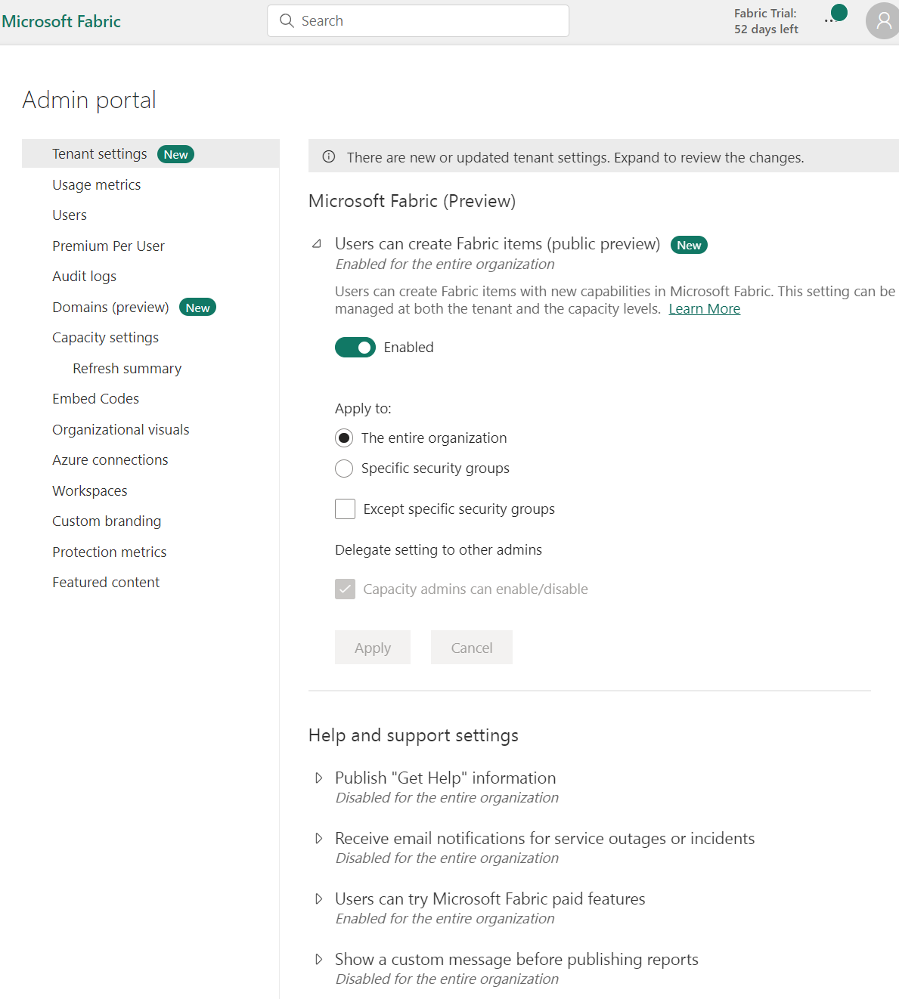 Microsoft Fabric
Search
Fabric Trial:
52 days left
Admin portal
Tenant settings New
Usage metrics
Users
Premium Per User
Audit logs
Domains (preview) New
Capacity settings
Refresh summary
Embed Codes
Organizational visuals
Azure connections
Workspaces
Custom branding
Protection metrics
Featured content
There are new or updated tenant settings. Expand to review the changes.
Microsoft Fabric (Preview)
Users can create Fabric items (public preview) New
Enabled for the entire organization
Users can create Fabric items with new capabilities in Microsoft Fabric. This setting can be
managed at both the tenant and the capacity levels. Learn More
Enabled
Apply to:
The entire organization
Specific security groups
Except specific security groups
Delegate setting to other admins
Capacity admins can enable/disable
Apply Cancel
Help and support settings
Publish "Get Help" information
Disabled for the entire organization
Receive email notifications for service outages or incidents
Disabled for the entire organization
Users can try Microsoft Fabric paid features
Enabled for the entire organization
Show a custom message before publishing reports
Disabled for the entire organization